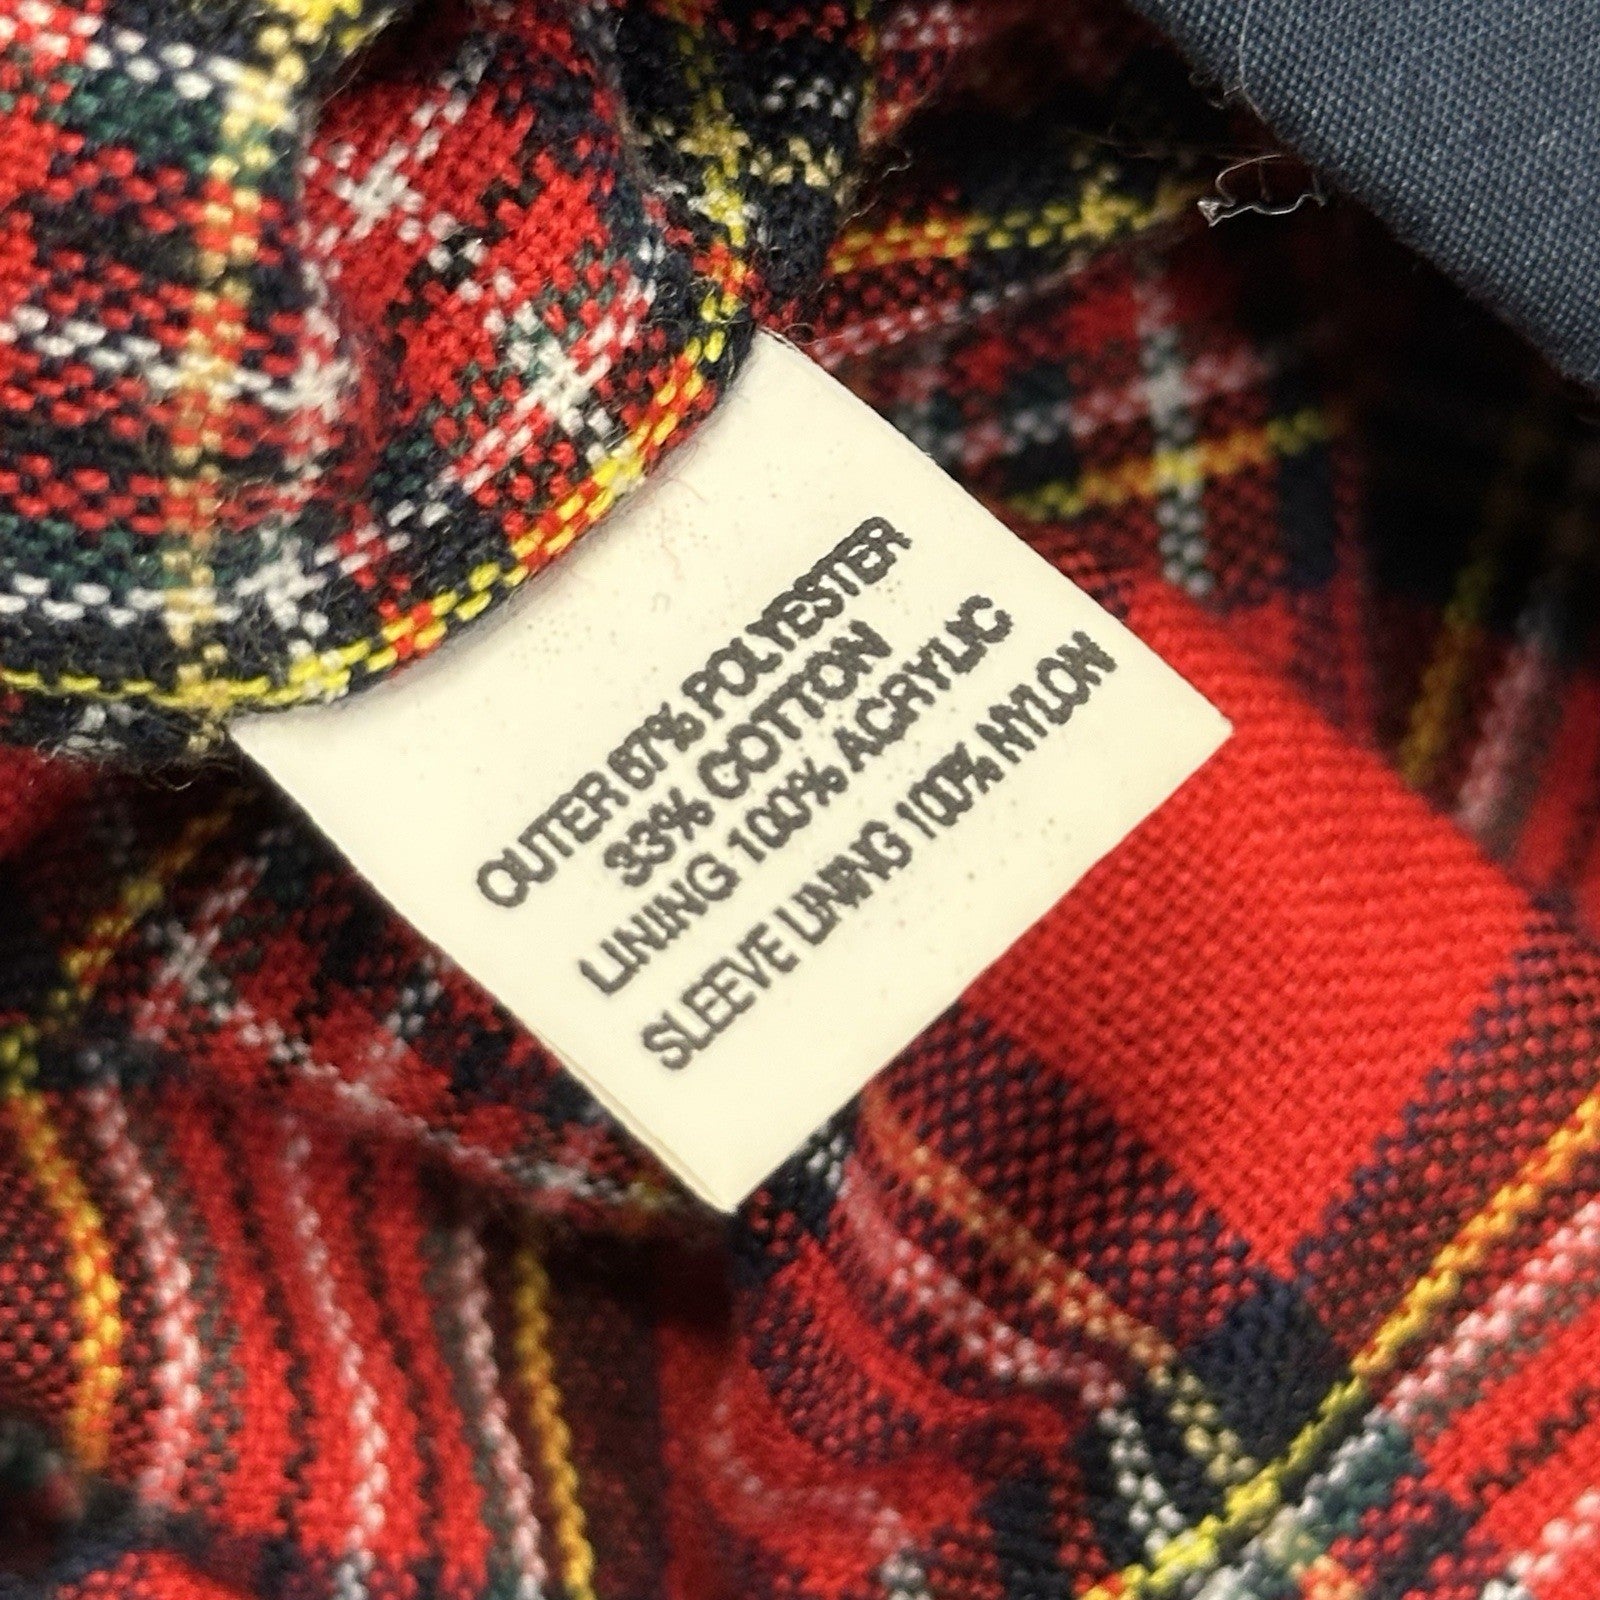 OUTER 67% POLYESTER
33% COTTON
LINING 100% ACRYLIC
SLEEVE LINING 100% NYLON